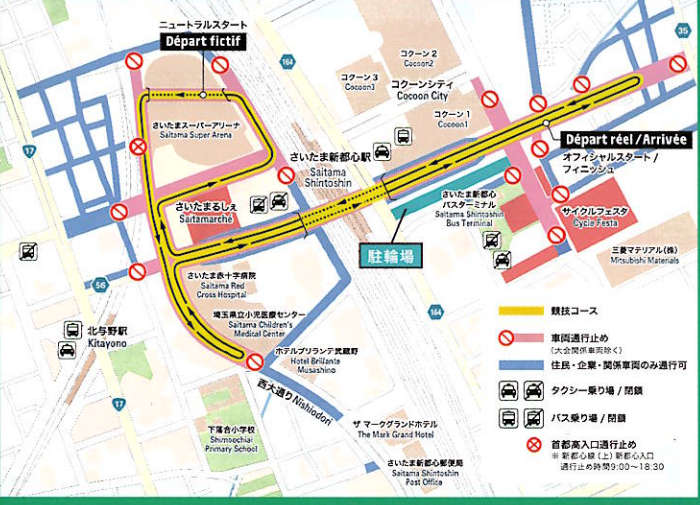 ニュートラルスタート
Départ fictif
164
35
コクーン 2
Cocoon2
コクーン 3
Cocoon3
コクーンシティ
Cocoon City
コクーン 1
Cocoon1
さいたまスーパーアリーナ
Saitama Super Arena
17
さいたま新都心駅
Saitama
Shintoshin
Départ réel/Arrivée
オフィシャルスタート /
フィニッシュ
さいたまるしぇ
Saitamarché
さいたま新都心
バスターミナル
Saitama Shintoshin
Bus Terminal
サイクルフェスタ
Cycle Festa
駐輪場
三菱マテリアル(株)
Mitsubishi Materials
56
さいたま赤十字病院
Saitama Red
Cross Hospital
埼玉県立小児医療センター
Saitama Children's
Medical Center
北与野駅
Kitayono
164
ホテルブリランテ武蔵野
Hotel Brillante
Musashino
西大通り Nishiodori
17
下落合小学校
Shimoochiai
Primary School
ザ マークグランドホテル
The Mark Grand Hotel
さいたま新都心郵便局
Saitama Shintoshin
Post Office
競技コース
車両通行止め
(大会関係車両除く)
住民・企業・関係車両のみ通行可
タクシー乗り場 / 閉鎖
バス乗り場 / 閉鎖
首都高入口通行止め
※ 新都心線(上)新都心入口
通行止め時間9:00〜18:30